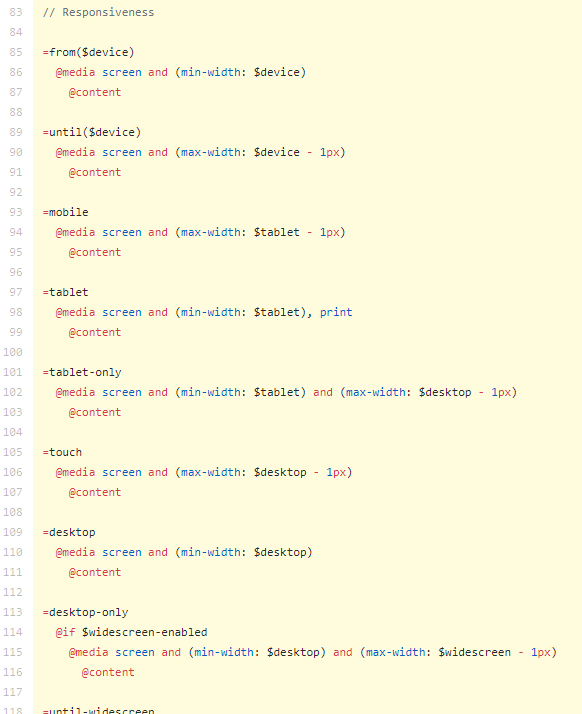 83 // Responsiveness
84
85 =from($device)
86   @media screen and (min-width: $device)
87     @content
88
89 =until($device)
90   @media screen and (max-width: $device - 1px)
91     @content
92
93 =mobile
94   @media screen and (max-width: $tablet - 1px)
95     @content
96
97 =tablet
98   @media screen and (min-width: $tablet), print
99     @content
100
101 =tablet-only
102   @media screen and (min-width: $tablet) and (max-width: $desktop - 1px)
103     @content
104
105 =touch
106   @media screen and (max-width: $desktop - 1px)
107     @content
108
109 =desktop
110   @media screen and (min-width: $desktop)
111     @content
112
113 =desktop-only
114   @if $widescreen-enabled
115     @media screen and (min-width: $desktop) and (max-width: $widescreen - 1px)
116       @content
117
118 =until-widescreen